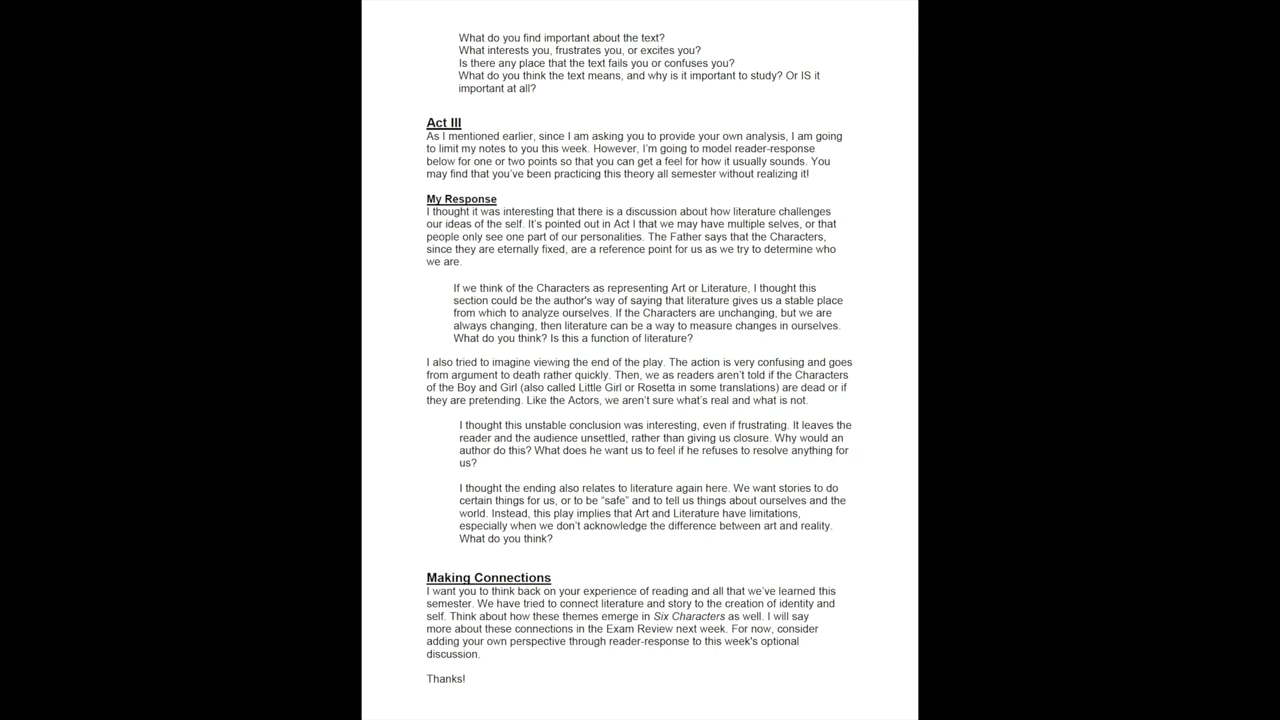 What do you find important about the text?
What interests you, frustrates you, or excites you?
Is there any place that the text fails you or confuses you?
What do you think the text means, and why is it important to study? Or IS it
important at all?
Act III
As I mentioned earlier, since I am asking you to provide your own analysis, I am going
to limit my notes to you this week. However, I'm going to model reader-response
below for one or two points so that you can get a feel for how it usually sounds. You
may find that you've been practicing this theory all semester without realizing it!
My Response
I thought it was interesting that there is a discussion about how literature challenges
our ideas of the self. It's pointed out in Act I that we may have multiple selves, or that
people only see one part of our personalities. The Father says that the Characters,
since they are eternally fixed, are a reference point for us as we try to determine who
we are.
If we think of the Characters as representing Art or Literature, I thought this
section could be the author's way of saying that literature gives us a stable place
from which to analyze ourselves. If the Characters are unchanging, but we are
always changing, then literature can be a way to measure changes in ourselves.
What do you think? Is this a function of literature?
I also tried to imagine viewing the end of the play. The action is very confusing and goes
from argument to death rather quickly. Then, we as readers aren't told if the Characters
of the Boy and Girl (also called Little Girl or Rosetta in some translations) are dead or if
they are pretending. Like the Actors, we aren't sure what's real and what is not.
I thought this unstable conclusion was interesting, even if frustrating. It leaves the
reader and the audience unsettled, rather than giving us closure. Why would an
author do this? What does he want us to feel if he refuses to resolve anything for
us?
I thought the ending also relates to literature again here. We want stories to do
certain things for us, or to be “safe” and to tell us things about ourselves and the
world. Instead, this play implies that Art and Literature have limitations,
especially when we don't acknowledge the difference between art and reality.
What do you think?
Making Connections
I want you to think back on your experience of reading and all that we've learned this
semester. We have tried to connect literature and story to the creation of identity and
self. Think about how these themes emerge in Six Characters as well. I will say
more about these connections in the Exam Review next week. For now, consider
adding your own perspective through reader-response to this week's optional
discussion.
Thanks!